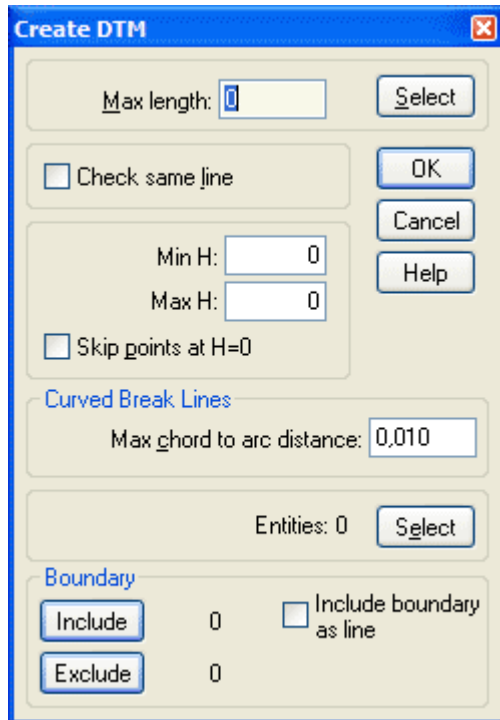 Create DTM
Max length: 0 Select
Check same line OK
Cancel
Min H: 0
Max H: 0 Help
Skip points at H=0
Curved Break Lines
Max chord to arc distance: 0,010
Entities: 0 Select
Boundary
Include 0 Include boundary
as line
Exclude 0